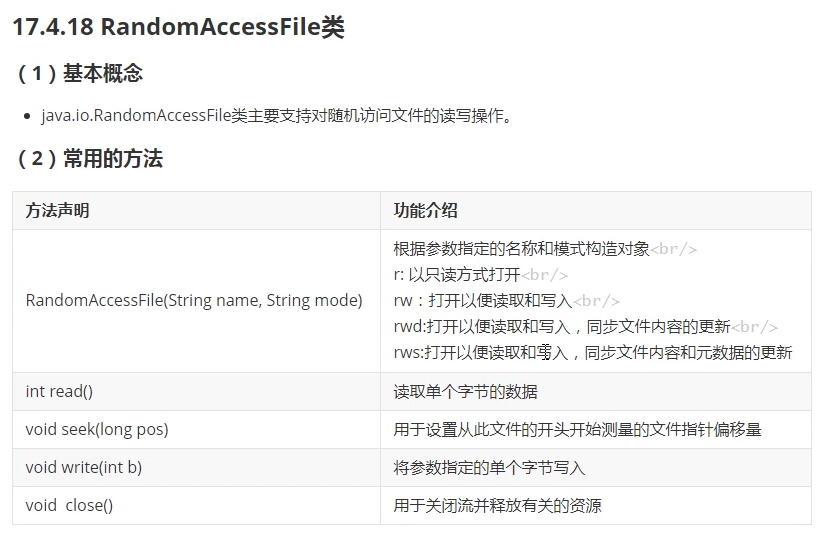 17.4.18 RandomAccessFile类
（1）基本概念
• java.io.RandomAccessFile类主要支持对随机访问文件的读写操作。
（2）常用的方法
方法声明 功能介绍
RandomAccessFile(String name, String mode)
根据参数指定的名称和模式构造对象<br/>
r: 以只读方式打开<br/>
rw：打开以便读取和写入<br/>
rwd:打开以便读取和写入，同步文件内容的更新<br/>
rws:打开以便读取和写入，同步文件内容和元数据的更新
int read() 读取单个字节的数据
void seek(long pos) 用于设置从此文件的开头开始测量的文件指针偏移量
void write(int b) 将参数指定的单个字节写入
void close() 用于关闭流并释放有关的资源